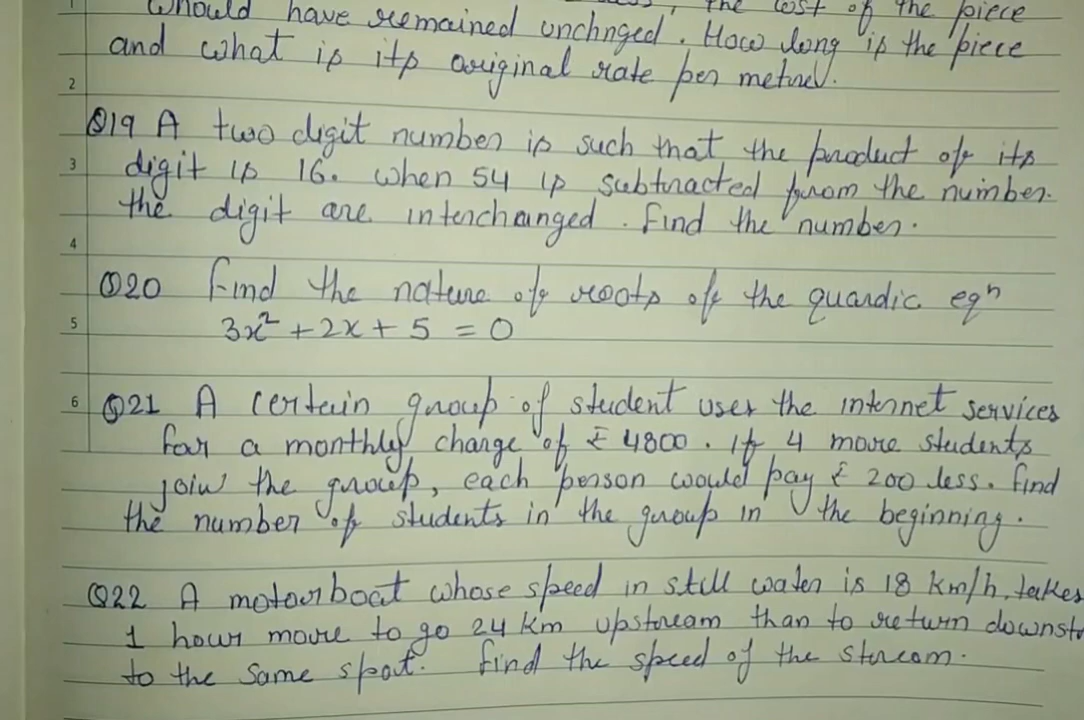 should have remained unchnged. How long is the piece
and what is its original rate per metre.
2
Q19 A two digit number is such that the product of its
3 digit is 16. when 54 is subtracted from the number.
the digit are interchanged. Find the number.
4
Q20 Find the nature of roots of the quardic eqn
5 3x² + 2x + 5 = 0
6 Q21 A certain group of student uses the internet services
for a monthly charge of ₹ 4800. If 4 more students
join the group, each person would pay ₹ 200 less. Find
the number of students in the group in the beginning.
Q22 A motorboat whose speed in still water is 18 km/h, takes
1 hour more to go 24 km upstream than to return downst
to the same spot. find the speed of the stream.